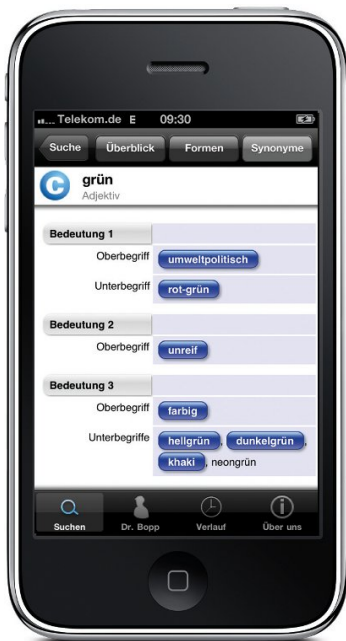 Telekom.de E 09:30
Suche Überblick Formen Synonyme
C grün
Adjektiv
Bedeutung 1
Oberbegriff umweltpolitisch
Unterbegriff rot-grün
Bedeutung 2
Oberbegriff unreif
Bedeutung 3
Oberbegriff farbig
Unterbegriffe hellgrün, dunkelgrün,
khaki, neongrün
Suchen Dr. Bopp Verlauf Über uns